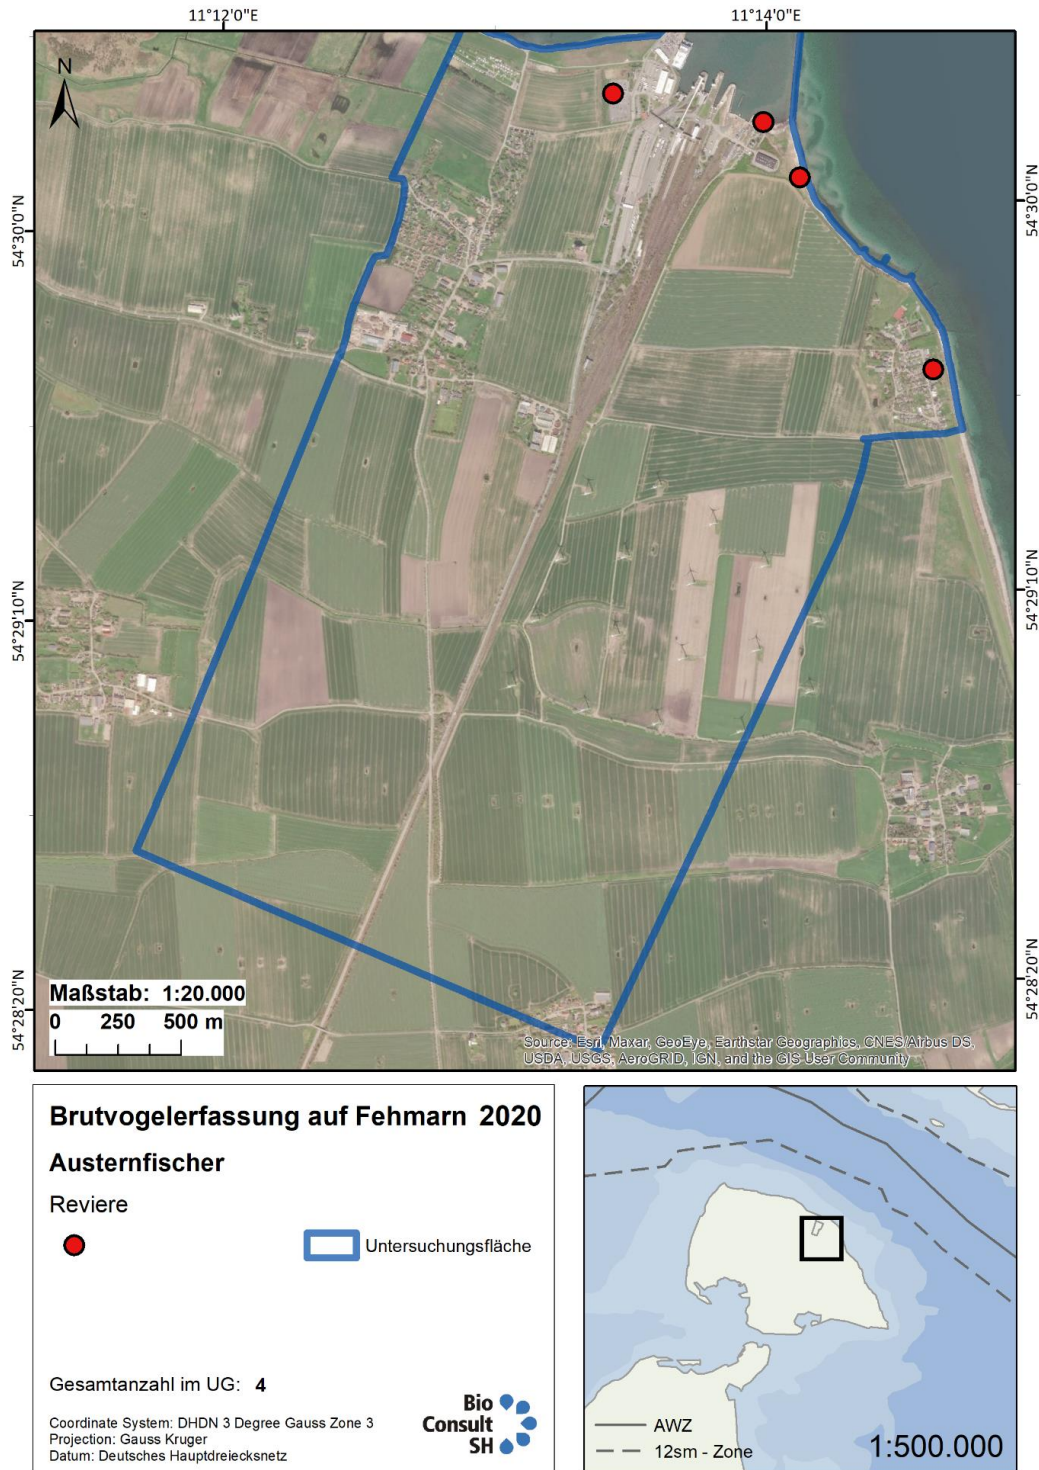 11°12'0"E
11°14'0"E
N
54°30'0"N
54°30'0"N
54°29'10"N
54°29'10"N
54°28'20"N
54°28'20"N
Maßstab: 1:20.000
0 250 500 m
Source: Esri, Maxar, GeoEye, Earthstar Geographics, CNES/Airbus DS,
USDA, USGS, AeroGRID, IGN, and the GIS User Community
Brutvogelerfassung auf Fehmarn 2020
Austernfischer
Reviere
Untersuchungsfläche
Gesamtanzahl im UG: 4
Coordinate System: DHDN 3 Degree Gauss Zone 3
Projection: Gauss Kruger
Datum: Deutsches Hauptdreiecksnetz
Bio
Consult
SH
AWZ
12sm - Zone
1:500.000